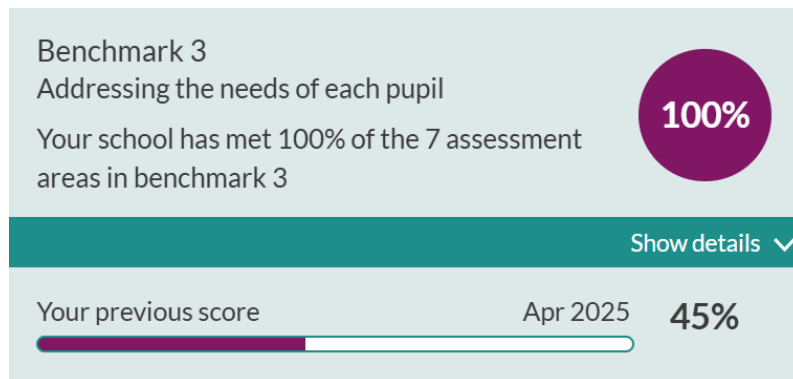 Benchmark 3
Addressing the needs of each pupil
Your school has met 100% of the 7 assessment
areas in benchmark 3
100%
Show details
Your previous score Apr 2025 45%